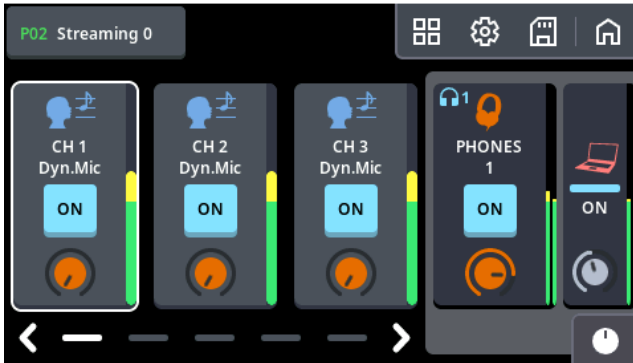 P02 Streaming 0
CH 1
Dyn.Mic
ON
CH 2
Dyn.Mic
ON
CH 3
Dyn.Mic
ON
1
PHONES
1
ON
ON